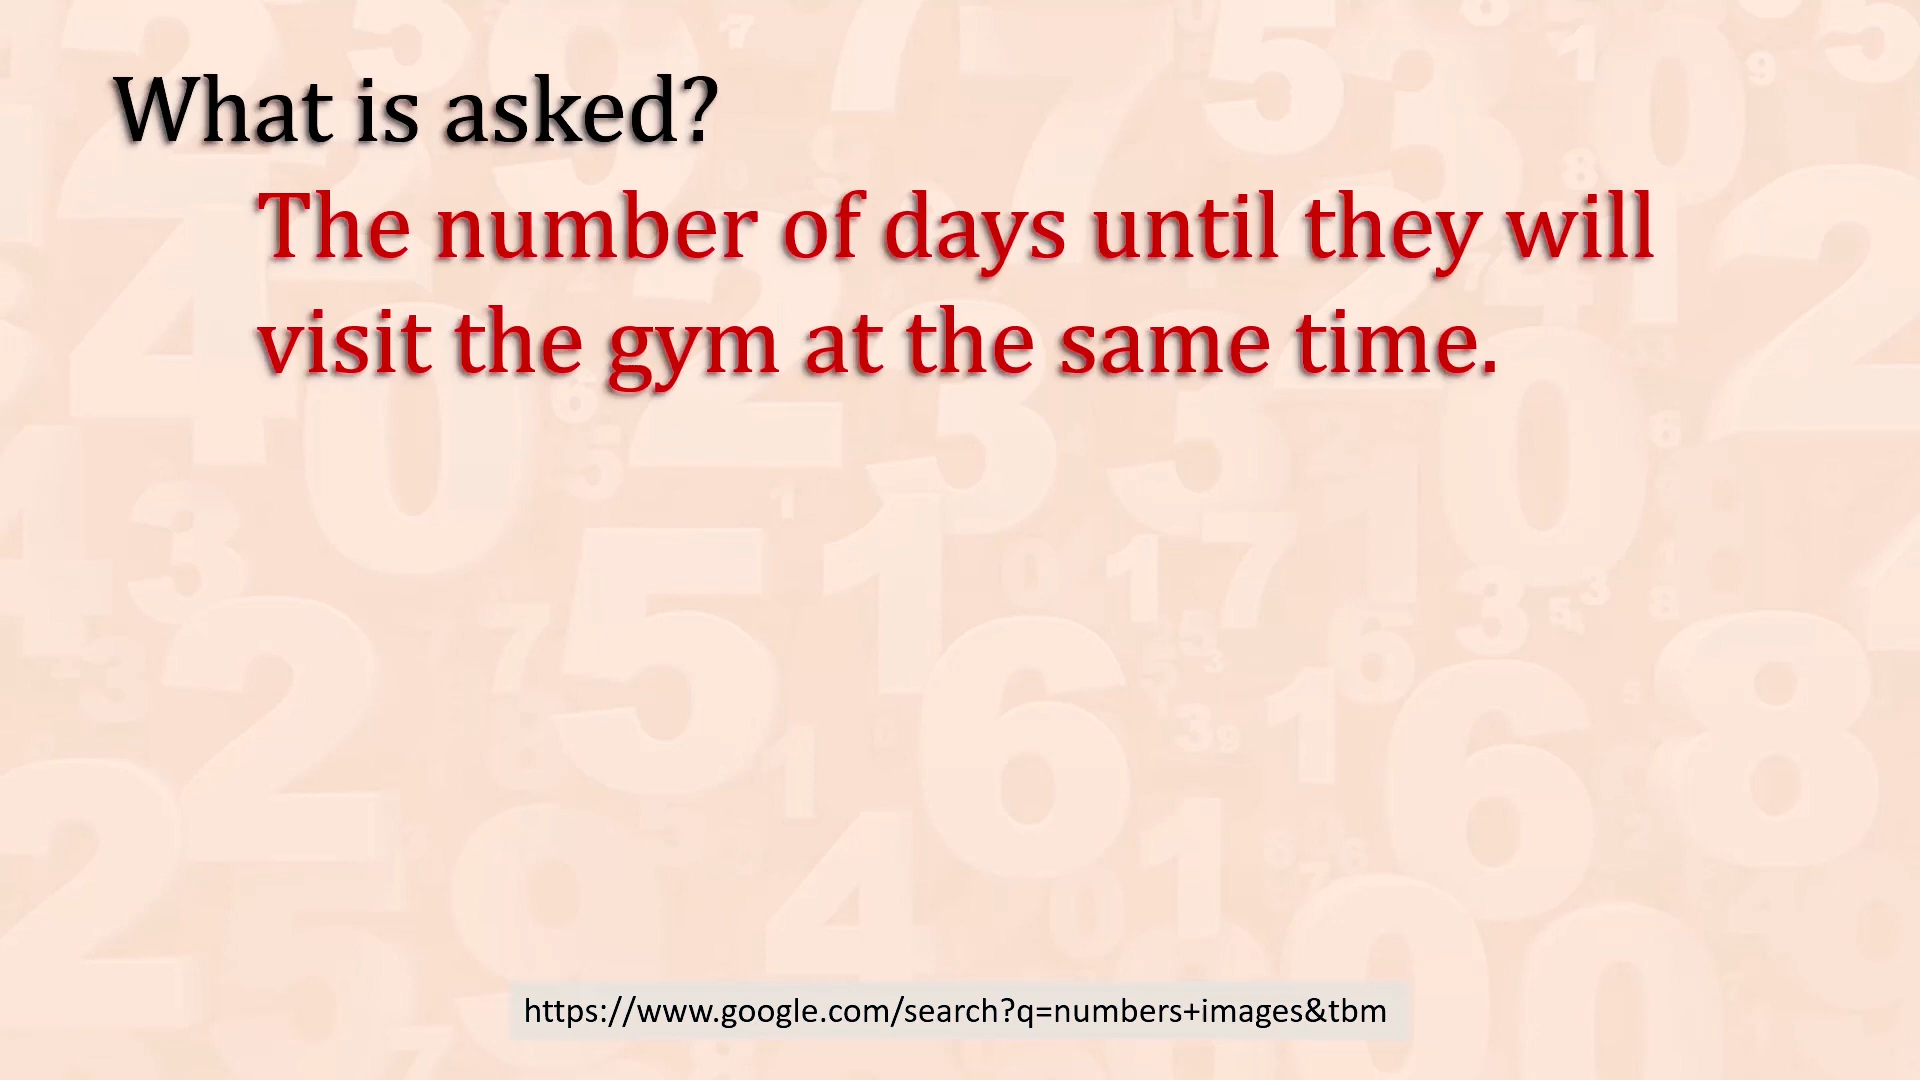 What is asked?
The number of days until they will
visit the gym at the same time.
https://www.google.com/search?q=numbers+images&tbm